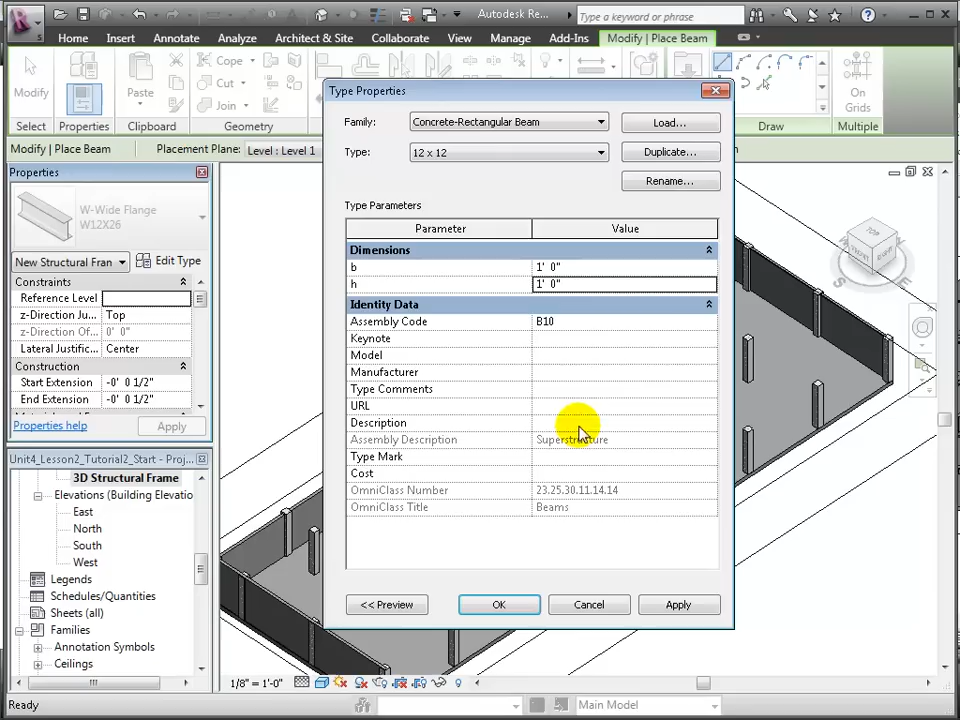 Autodesk Re...
Type a keyword or phrase
Home Insert Annotate Analyze Architect & Site Collaborate View Manage Add-Ins Modify | Place Beam
Modify
Paste
Cope
Cut
Join
On
Grids
Select Properties Clipboard Geometry Draw Multiple
Modify | Place Beam Placement Plane: Level : Level 1
Properties
W-Wide Flange
W12X26
New Structural Fran Edit Type
Constraints
Reference Level
z-Direction Ju... Top
z-Direction Of... 0' 0"
Lateral Justific... Center
Construction
Start Extension -0' 0 1/2"
End Extension -0' 0 1/2"
Properties help Apply
Unit4_Lesson2_Tutorial2_Start - Proj...
3D Structural Frame
Elevations (Building Elevatio
East
North
South
West
Legends
Schedules/Quantities
Sheets (all)
Families
Annotation Symbols
Ceilings
Type Properties
Family: Concrete-Rectangular Beam Load...
Type: 12 x 12 Duplicate...
Rename...
Type Parameters
Parameter Value
Dimensions
b 1' 0"
h 1' 0"
Identity Data
Assembly Code B10
Keynote
Model
Manufacturer
Type Comments
URL
Description
Assembly Description Superstructure
Type Mark
Cost
OmniClass Number 23.25.30.11.14.14
OmniClass Title Beams
<< Preview OK Cancel Apply
TOP
FRONT
RIGHT
S
1/8" = 1'-0"
Ready
Main Model